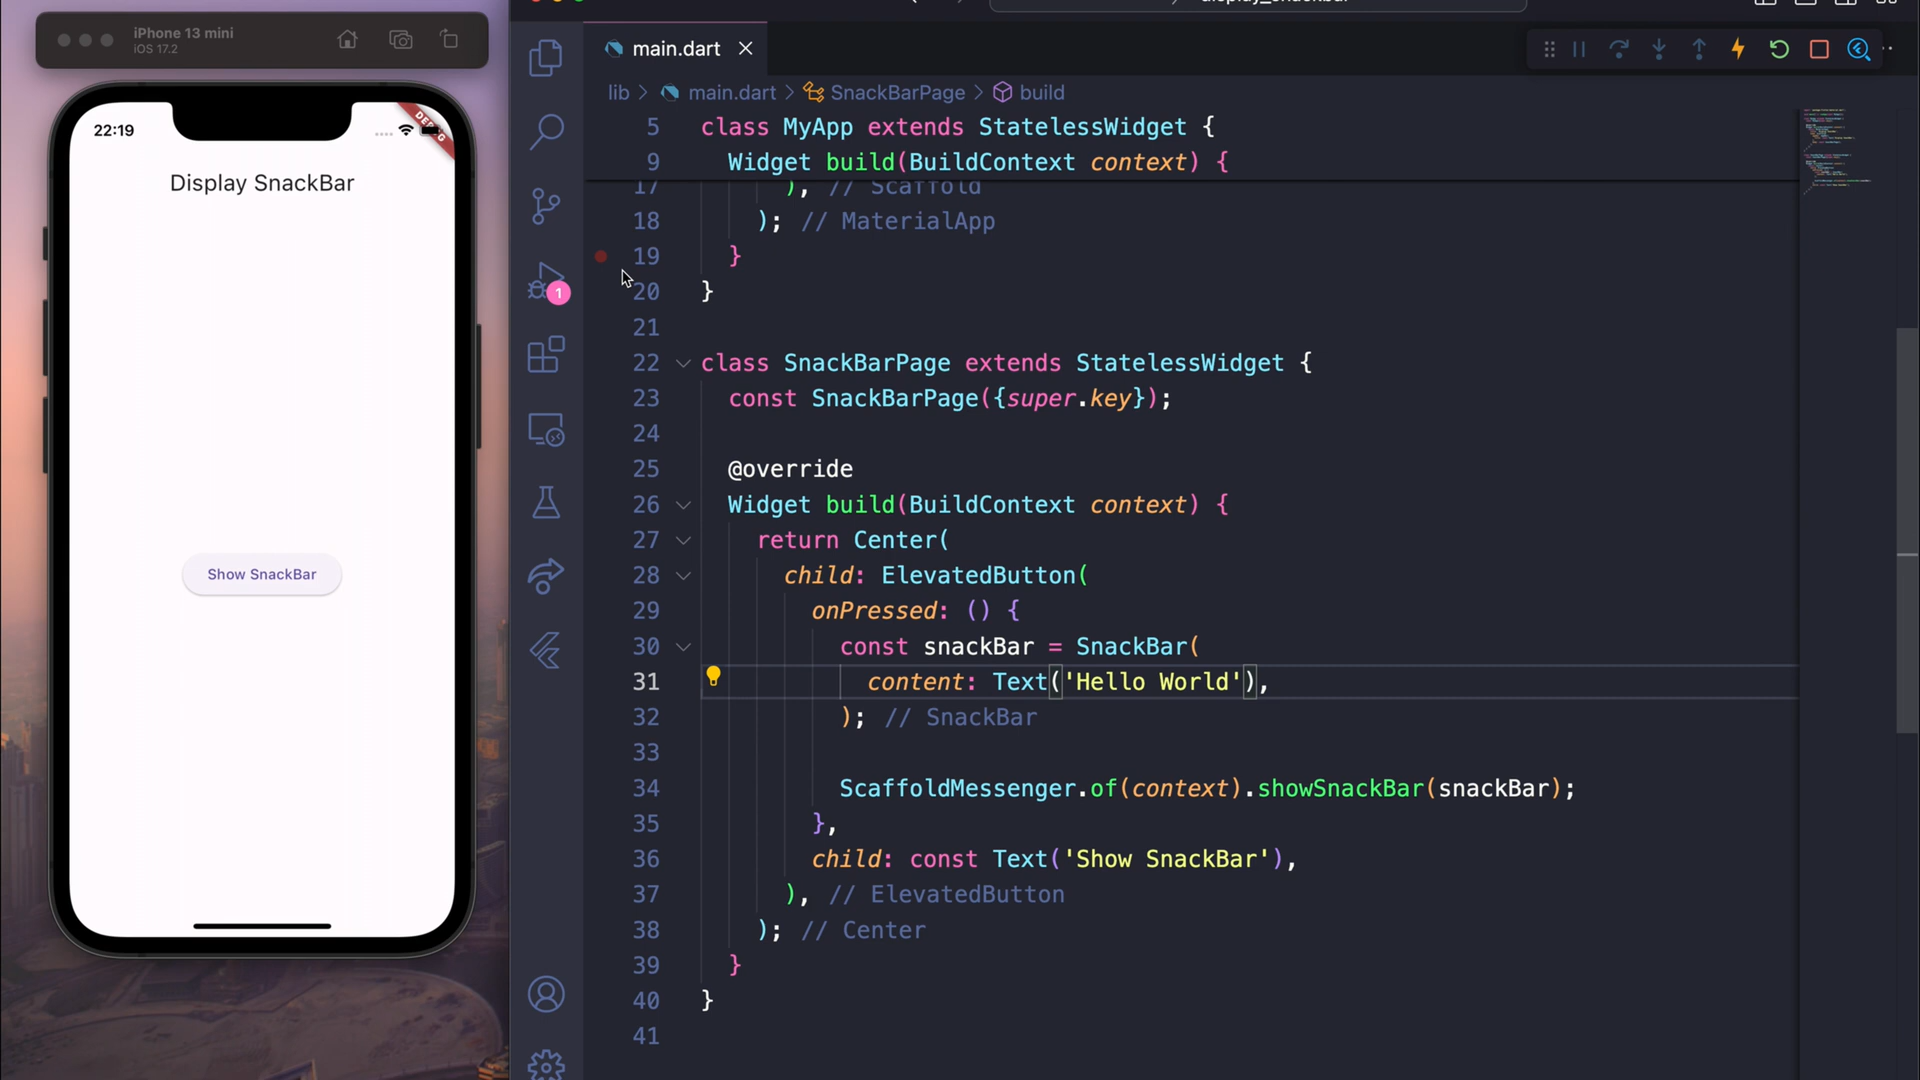 iPhone 13 mini
iOS 17.2
22:19
DEBUG
Display SnackBar
Show SnackBar
main.dart
lib > main.dart > SnackBarPage > build
1
5 class MyApp extends StatelessWidget {
9 Widget build(BuildContext context) {
17 ), // Scaffold
18 ); // MaterialApp
19 }
20 }
21
22 class SnackBarPage extends StatelessWidget {
23 const SnackBarPage({super.key});
24
25 @override
26 Widget build(BuildContext context) {
27 return Center(
28 child: ElevatedButton(
29 onPressed: () {
30 const snackBar = SnackBar(
31 content: Text('Hello World'),
32 ); // SnackBar
33
34 ScaffoldMessenger.of(context).showSnackBar(snackBar);
35 },
36 child: const Text('Show SnackBar'),
37 ), // ElevatedButton
38 ); // Center
39 }
40 }
41